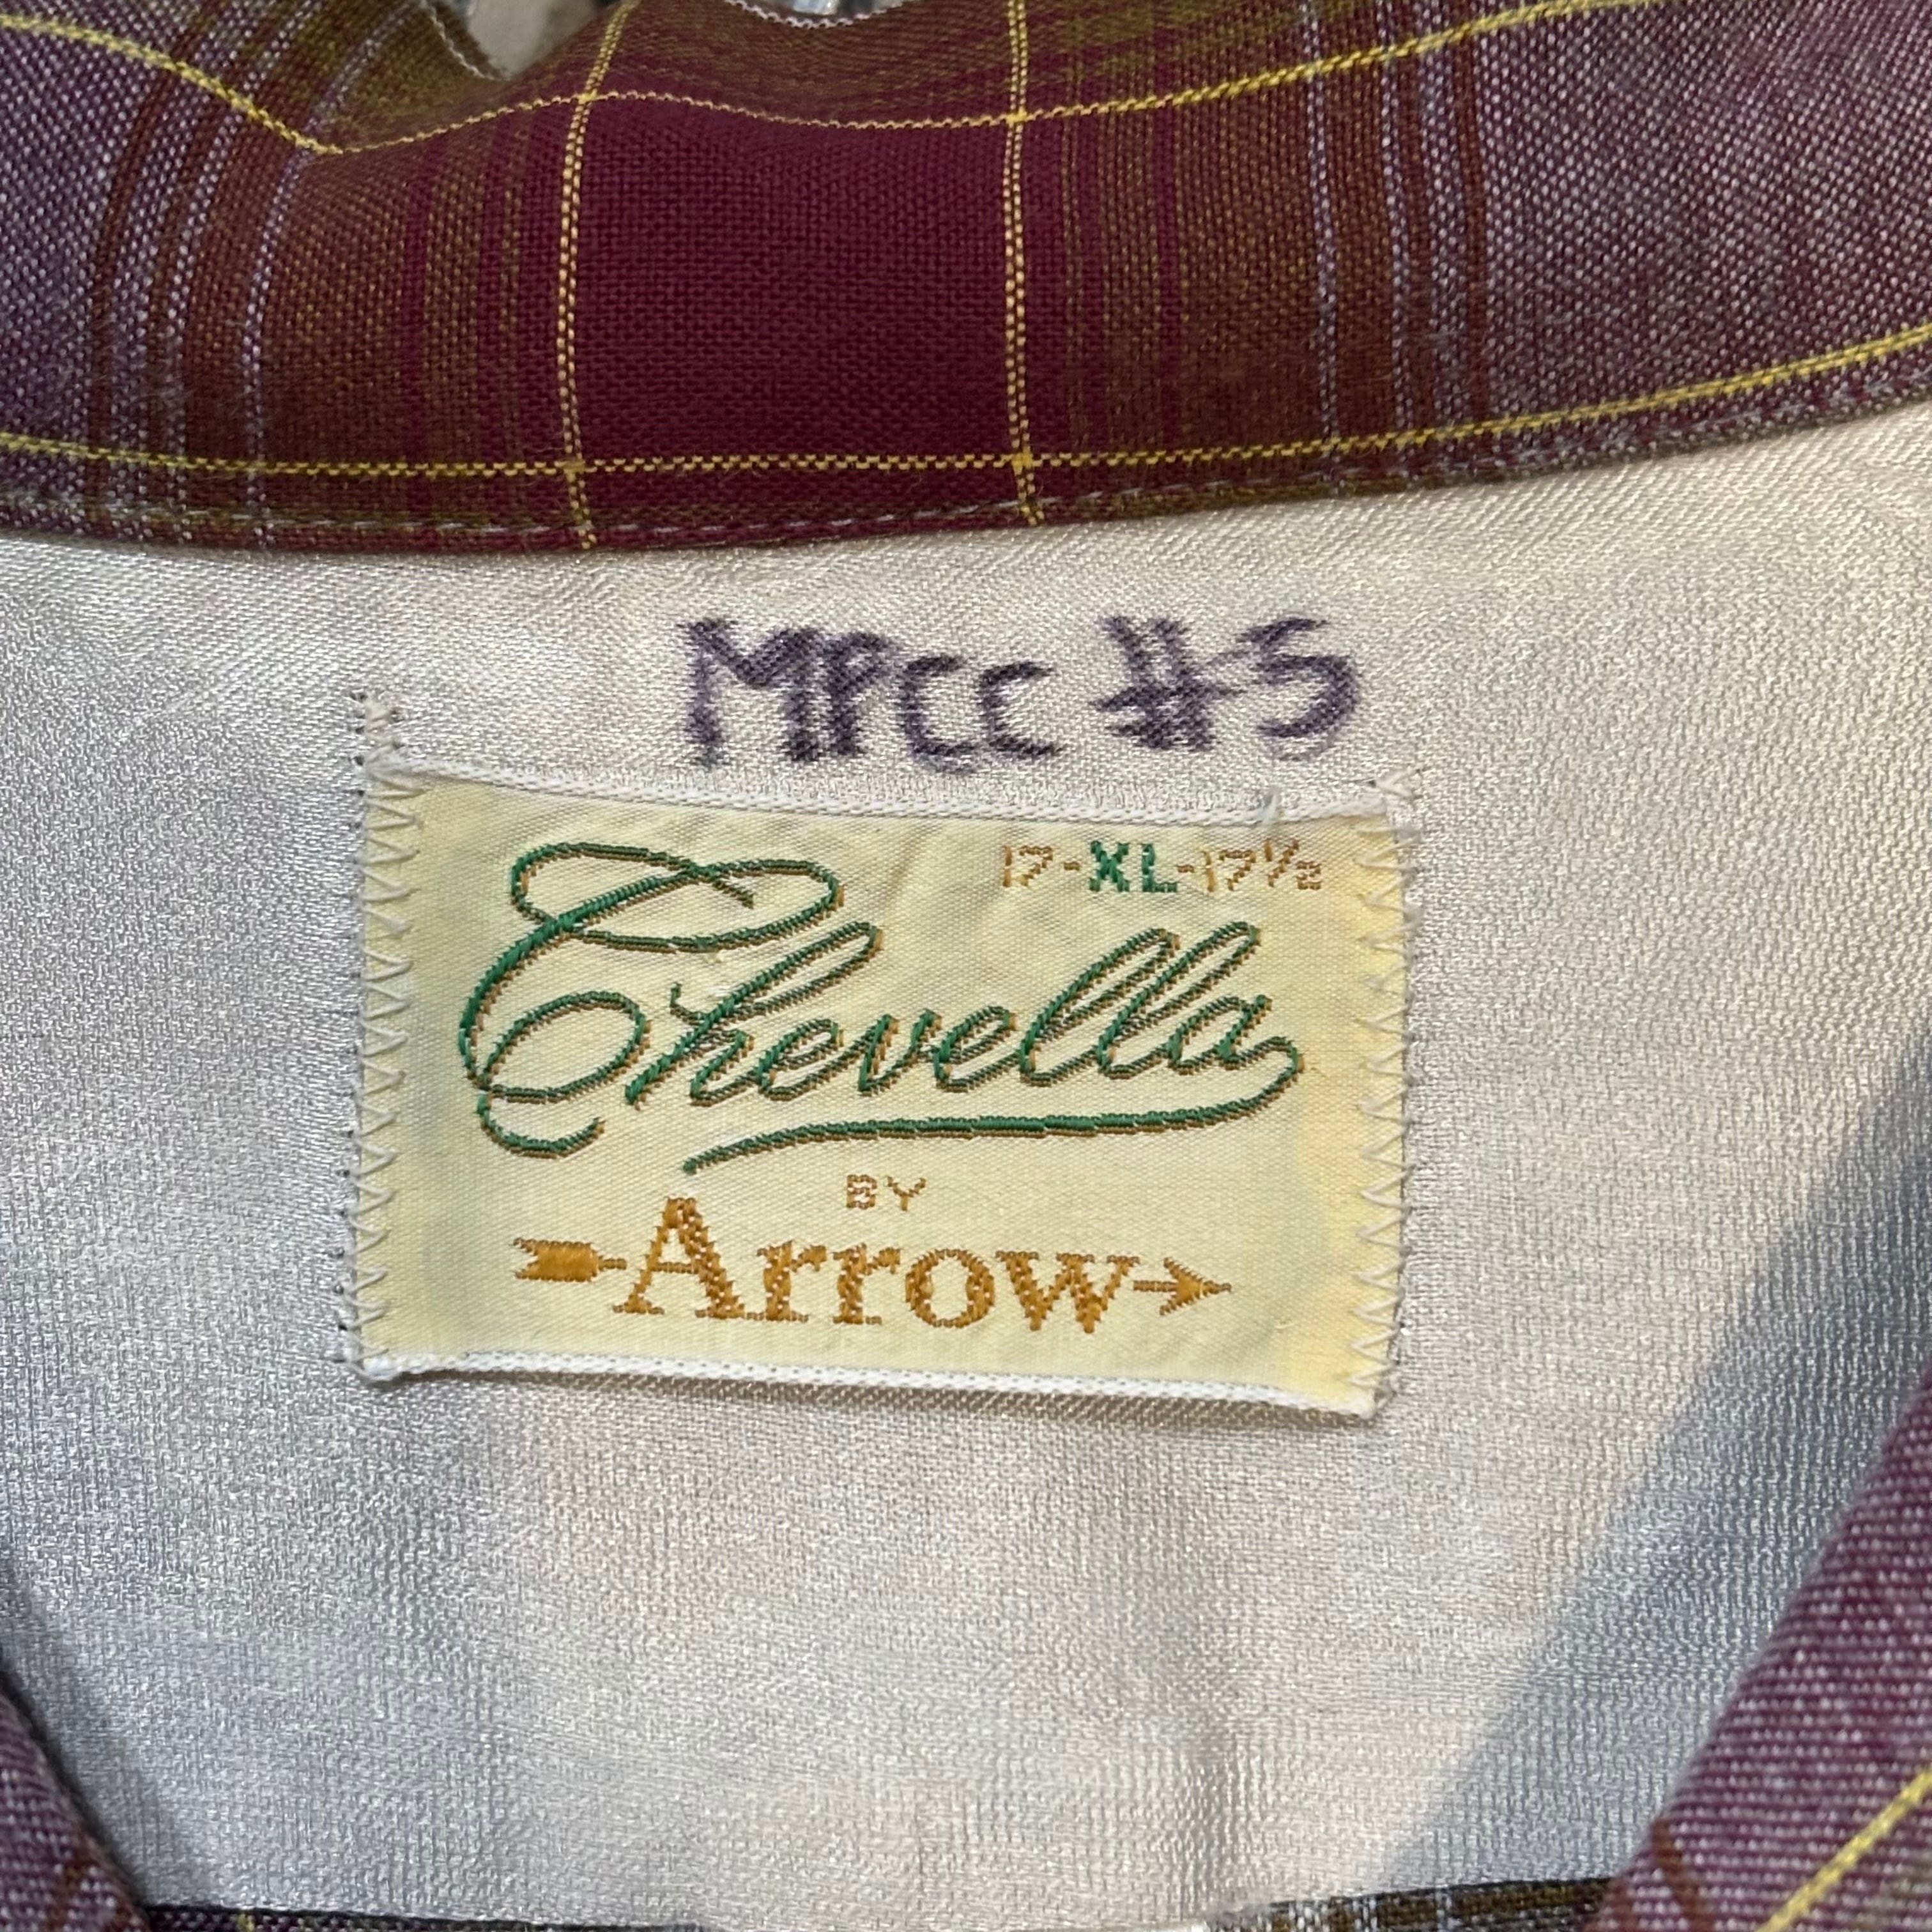 MPCC #5
17-XL-17½
Chevella
BY
Arrow